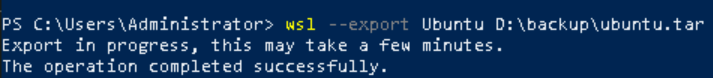 PS C:\Users\Administrator> wsl --export Ubuntu D:\backup\ubuntu.tar
Export in progress, this may take a few minutes.
The operation completed successfully.